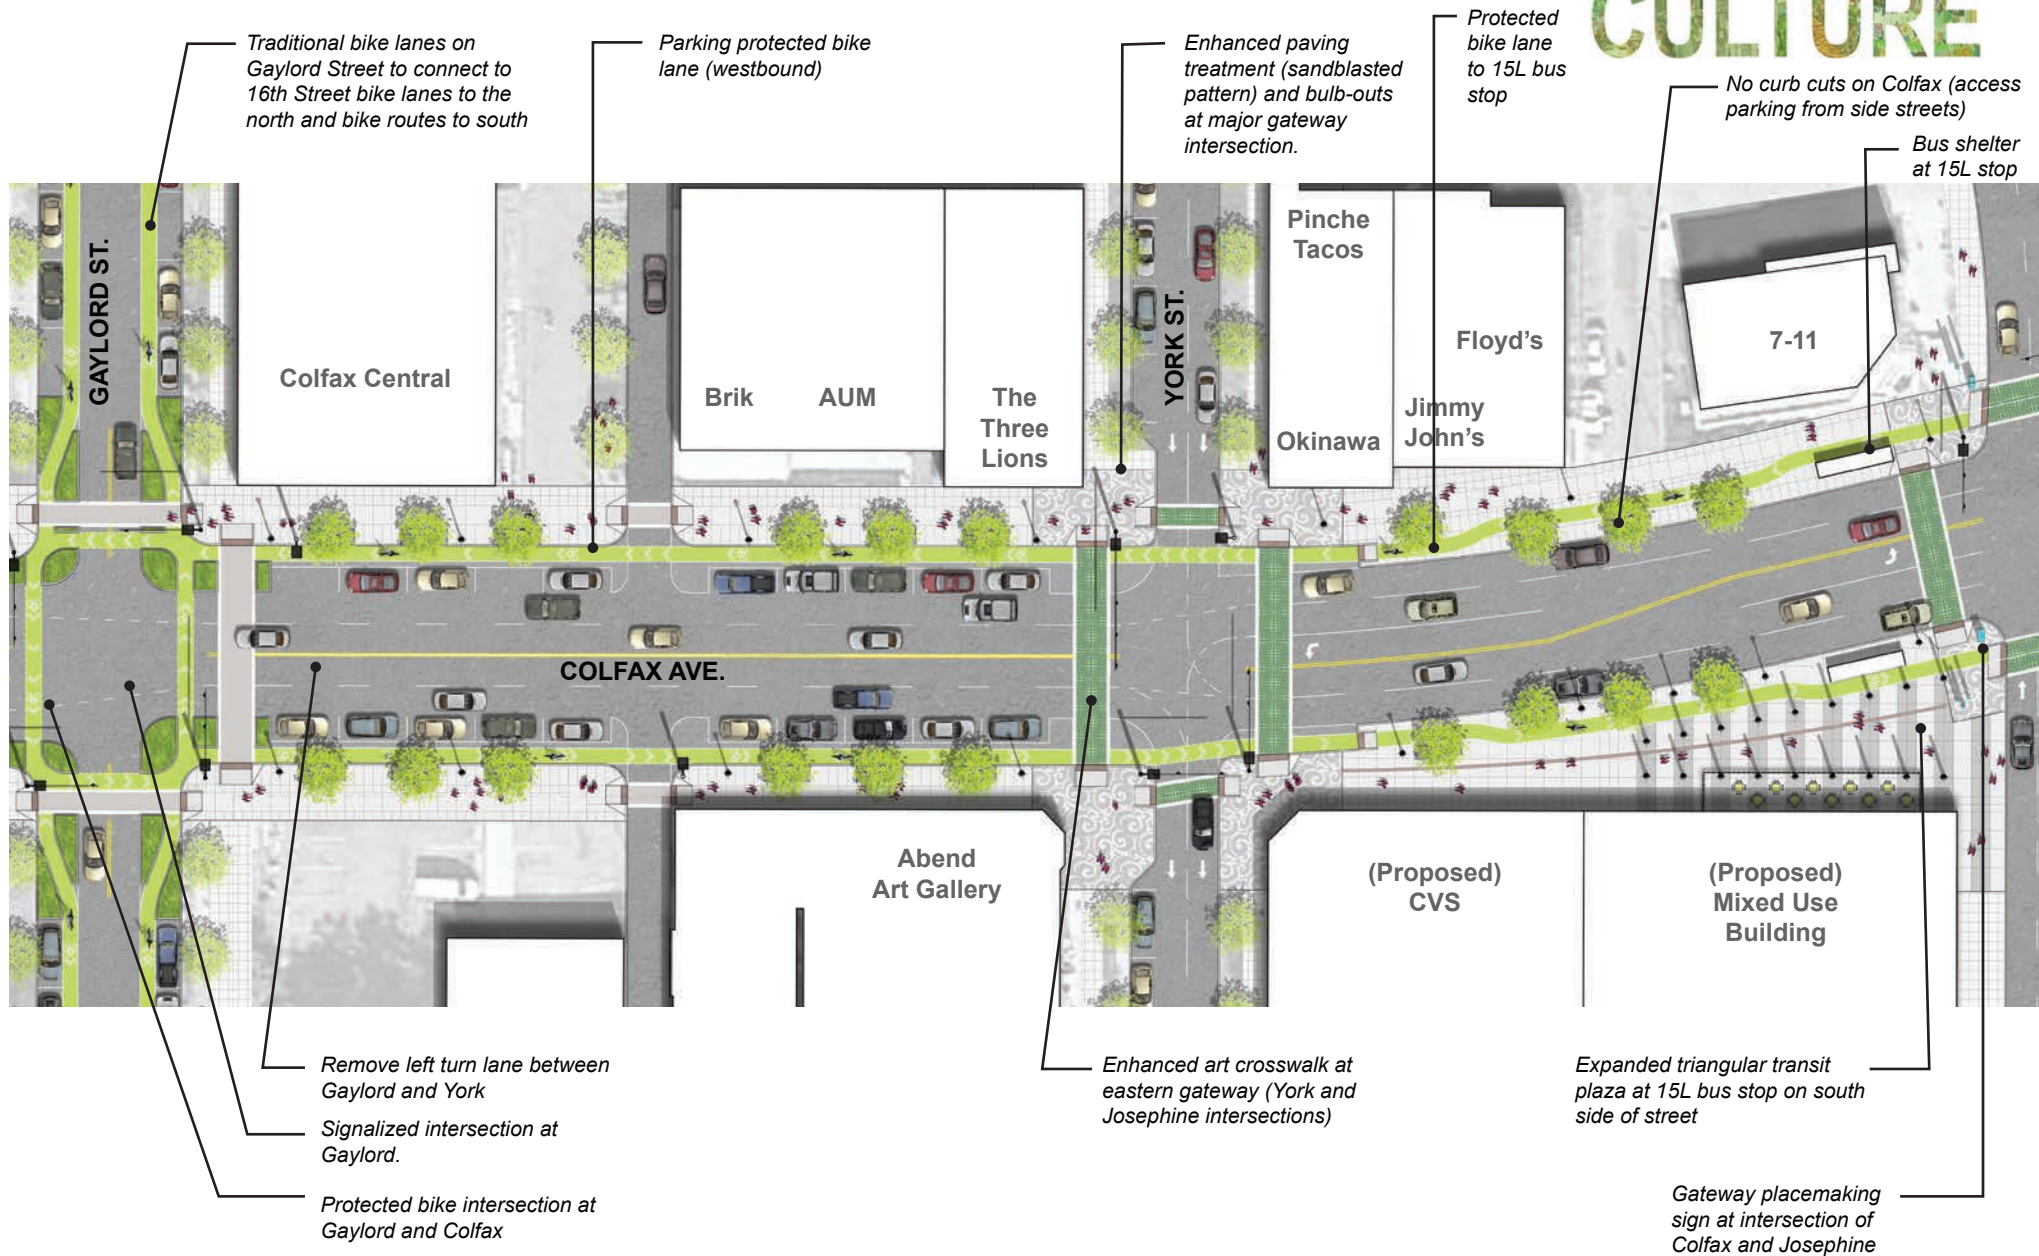 CULTURE
Traditional bike lanes on
Gaylord Street to connect to
16th Street bike lanes to the
north and bike routes to south
Parking protected bike
lane (westbound)
Enhanced paving
treatment (sandblasted
pattern) and bulb-outs
at major gateway
intersection.
Protected
bike lane
to 15L bus
stop
No curb cuts on Colfax (access
parking from side streets)
Bus shelter
at 15L stop
GAYLORD ST.
Colfax Central
Brik
AUM
The
Three
Lions
YORK ST.
Pinche
Tacos
Okinawa
Floyd's
Jimmy
John's
7-11
COLFAX AVE.
Abend
Art Gallery
(Proposed)
CVS
(Proposed)
Mixed Use
Building
Remove left turn lane between
Gaylord and York
Signalized intersection at
Gaylord.
Protected bike intersection at
Gaylord and Colfax
Enhanced art crosswalk at
eastern gateway (York and
Josephine intersections)
Expanded triangular transit
plaza at 15L bus stop on south
side of street
Gateway placemaking
sign at intersection of
Colfax and Josephine